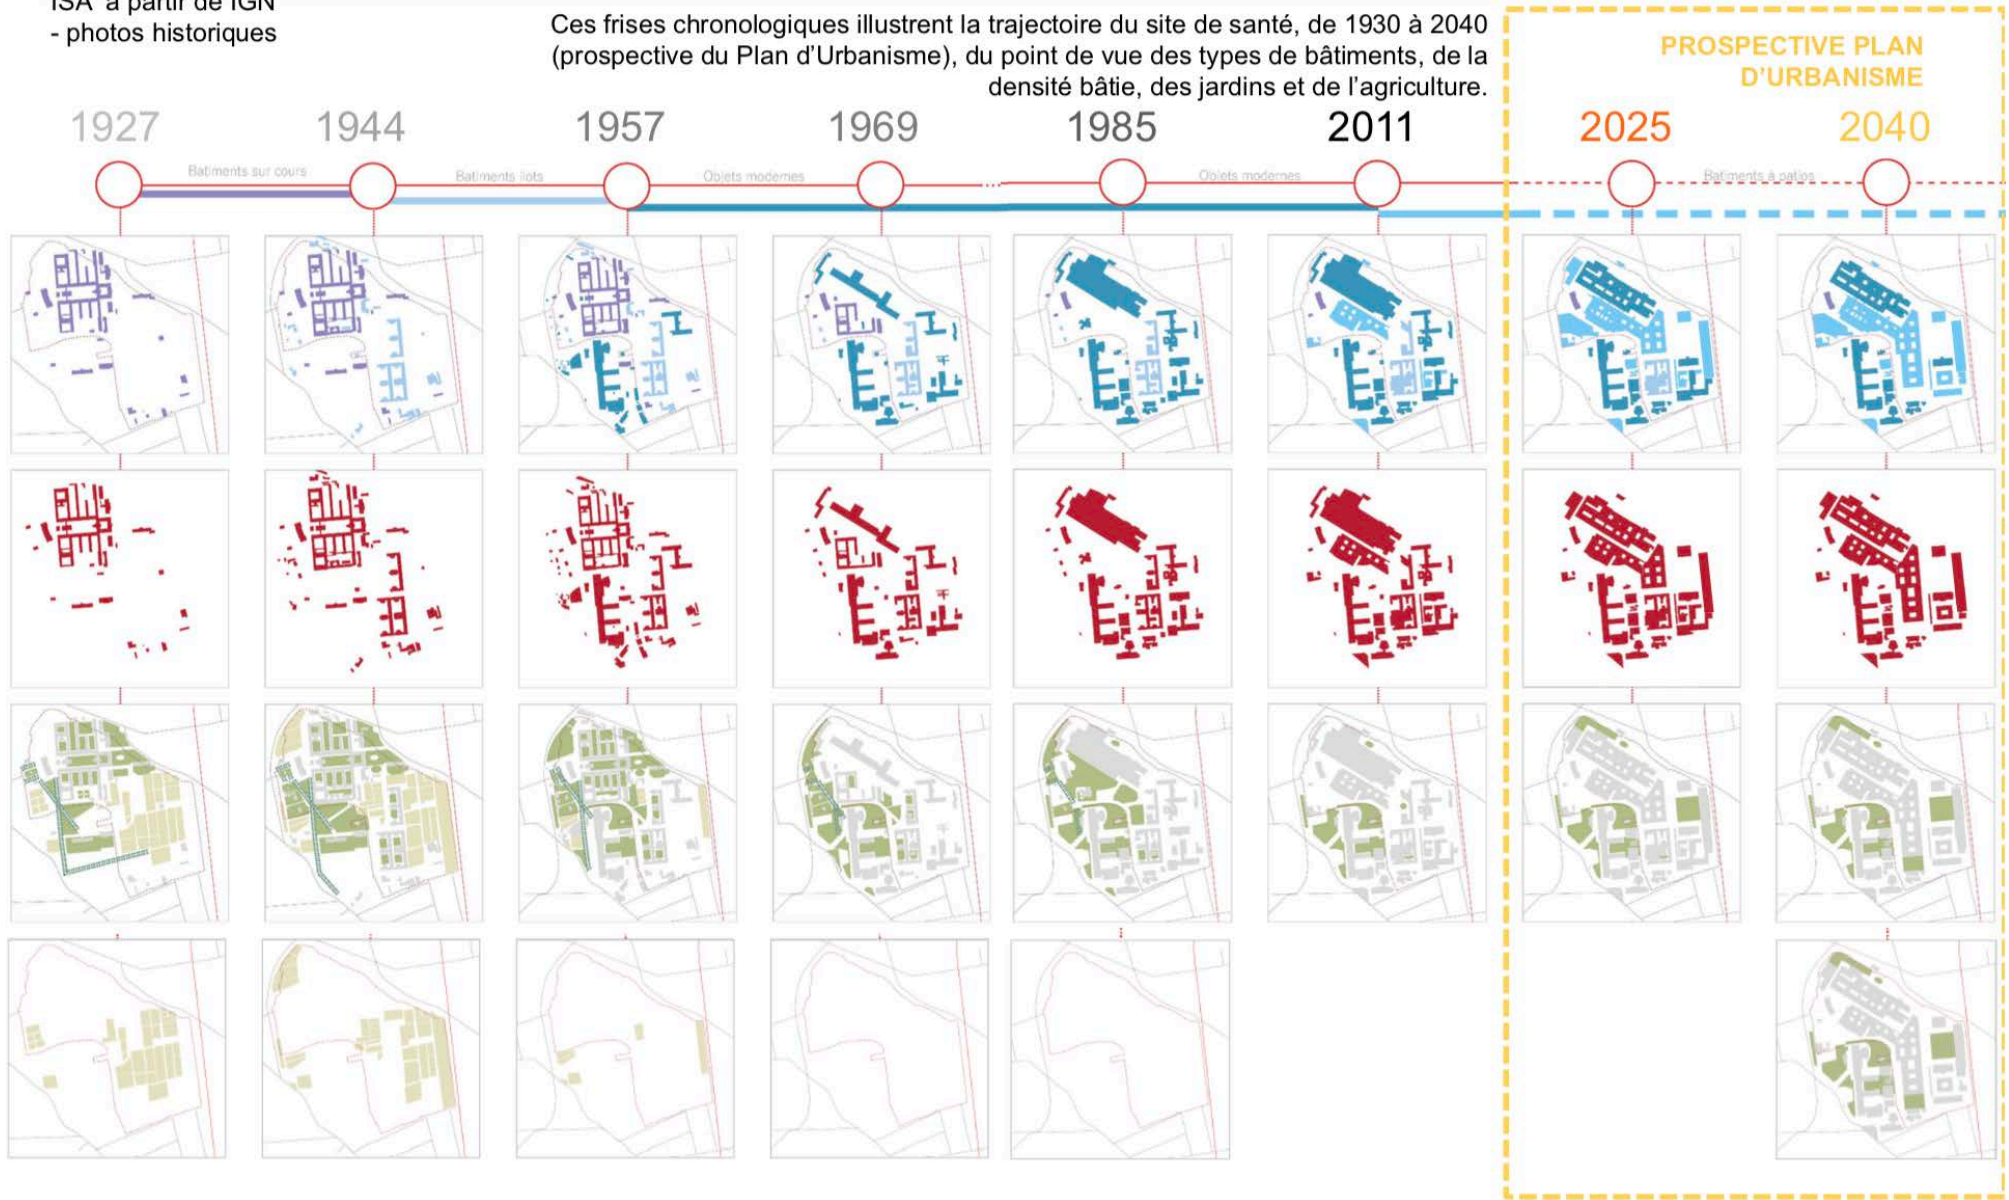 ISA à partir de IGN
- photos historiques
Ces frises chronologiques illustrent la trajectoire du site de santé, de 1930 à 2040
(prospective du Plan d'Urbanisme), du point de vue des types de bâtiments, de la
densité bâtie, des jardins et de l'agriculture.
PROSPECTIVE PLAN
D'URBANISME
1927 1944 1957 1969 1985 2011 2025 2040
Batiments sur cours Batiments ilots Objets modernes Objets modernes Batiments à patios